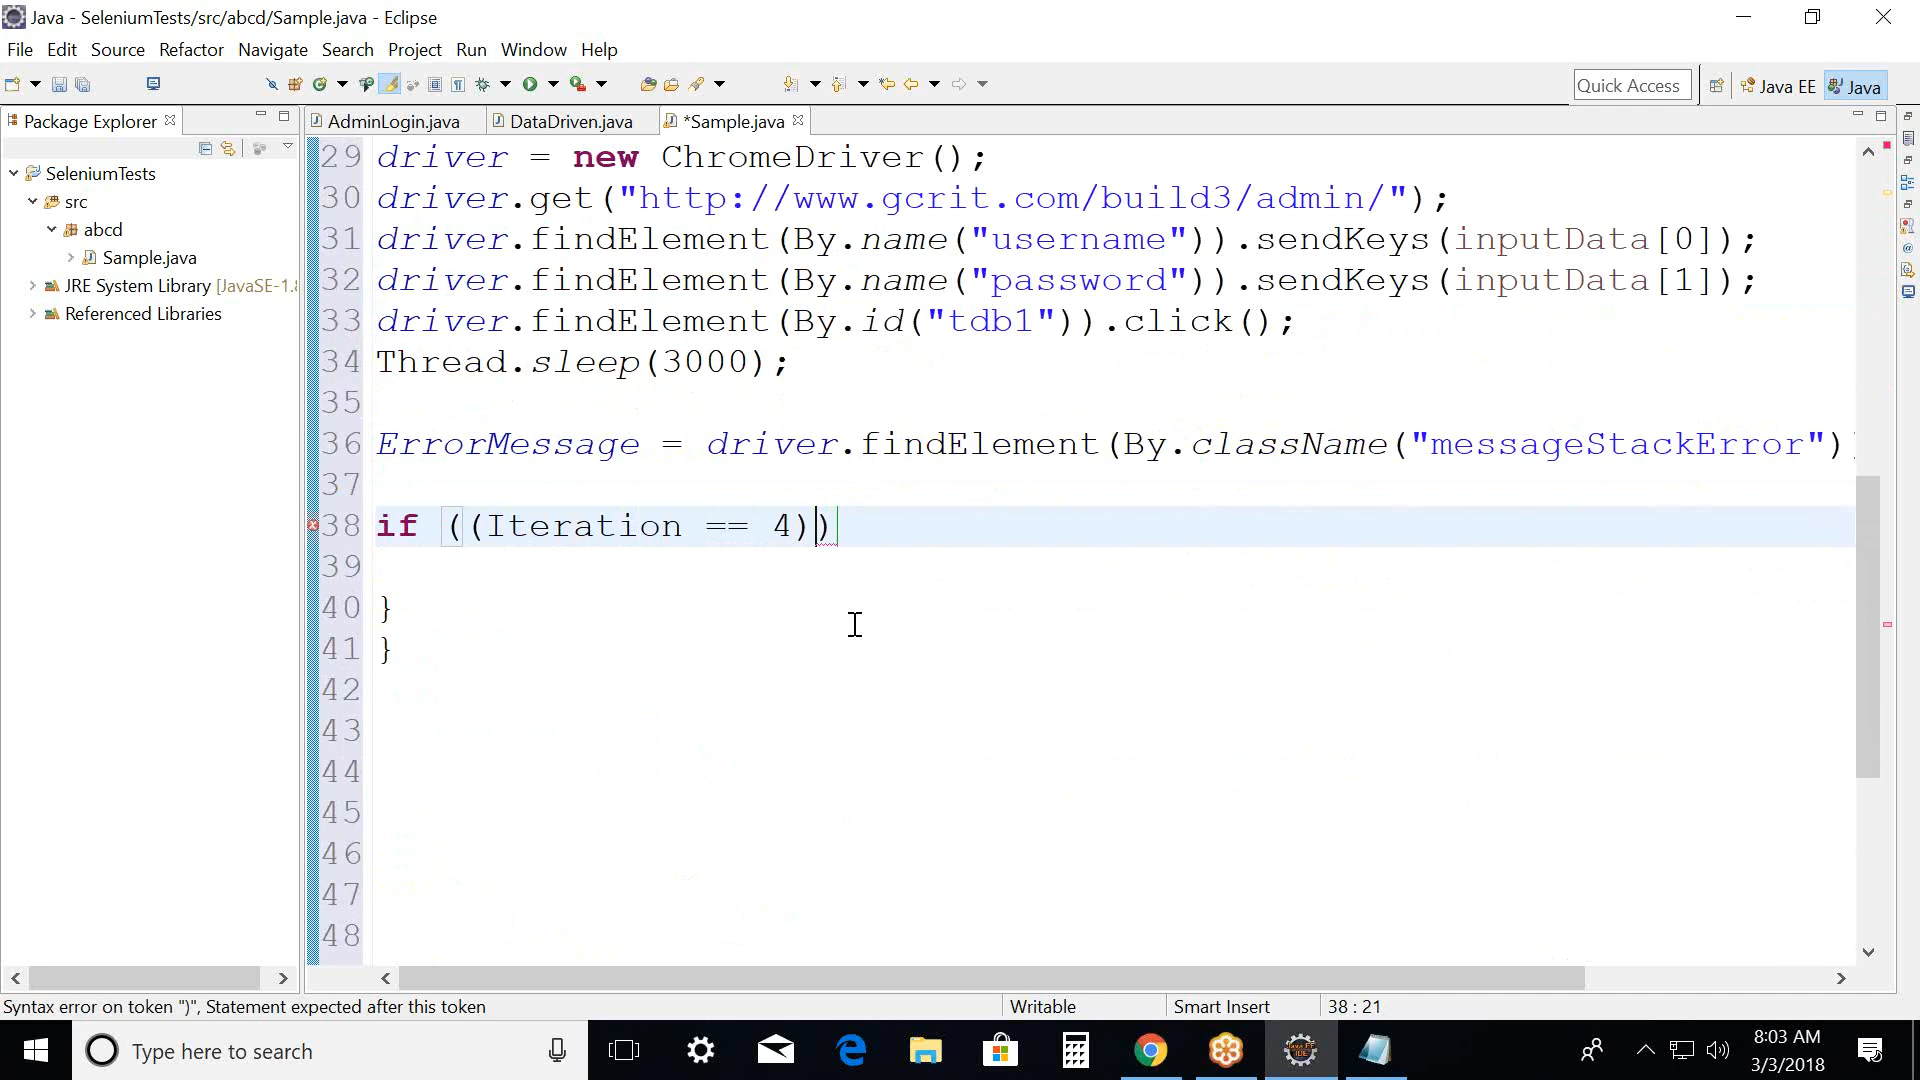 Java - SeleniumTests/src/abcd/Sample.java - Eclipse
File Edit Source Refactor Navigate Search Project Run Window Help
Quick Access Java EE Java
Package Explorer AdminLogin.java DataDriven.java *Sample.java
SeleniumTests
src
abcd
Sample.java
JRE System Library [JavaSE-1.8
Referenced Libraries
29 driver = new ChromeDriver();
30 driver.get("http://www.gcrit.com/build3/admin/");
31 driver.findElement(By.name("username")).sendKeys(inputData[0]);
32 driver.findElement(By.name("password")).sendKeys(inputData[1]);
33 driver.findElement(By.id("tdb1")).click();
34 Thread.sleep(3000);
35
36 ErrorMessage = driver.findElement(By.className("messageStackError")
37
38 if ((Iteration == 4))
39
40 }
41 }
42
43
44
45
46
47
48
Syntax error on token ")", Statement expected after this token Writable Smart Insert 38 : 21
Type here to search
8:03 AM
3/3/2018